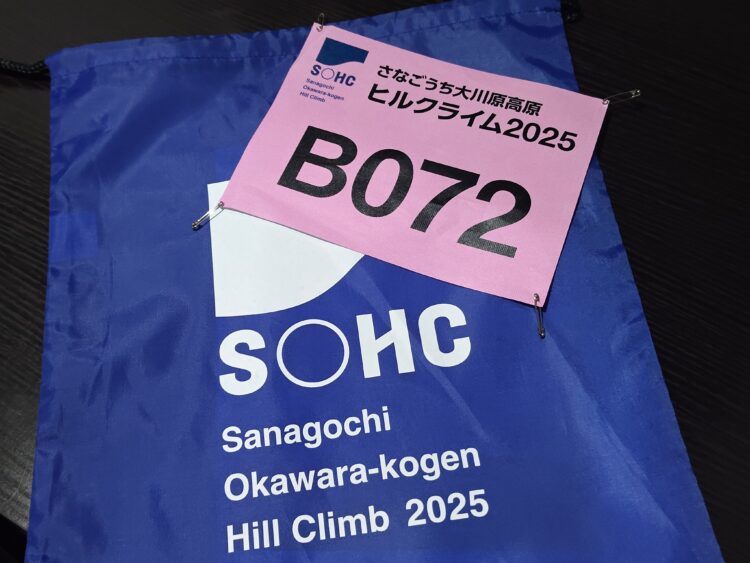 SOHC
Sanagochi
Okawara-kogen
Hill Climb
さなごうち大川原高原
ヒルクライム2025
B072
SOHC
Sanagochi
Okawara-kogen
Hill Climb 2025